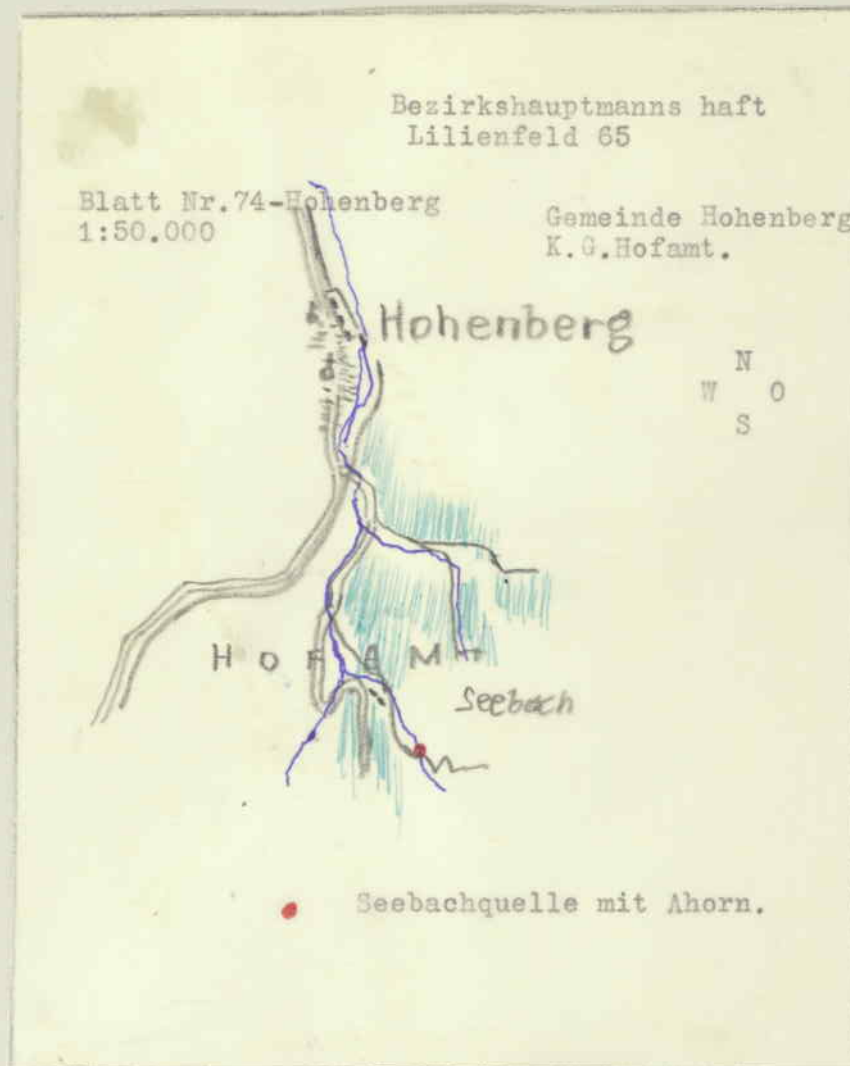 Bezirkshauptmanns haft
Lilienfeld 65
Blatt Nr.74-Hohenberg
1:50.000
Gemeinde Hohenberg
K.G.Hofamt.
Hohenberg
N
W O
S
HOFAMT
Seebach
Seebachquelle mit Ahorn.